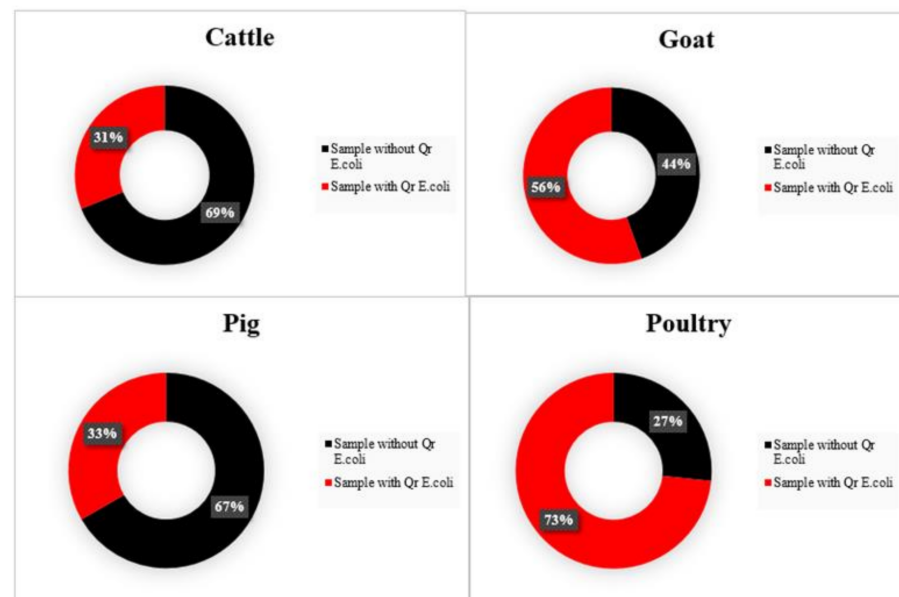 Cattle
31%
69%
Sample without Qr
E.coli
Sample with Qr E.coli
Goat
44%
56%
Sample without Qr
E.coli
Sample with Qr E.coli
Pig
33%
67%
Sample without Qr
E.coli
Sample with Qr E.coli
Poultry
27%
73%
Sample without Qr
E.coli
Sample with Qr E.coli